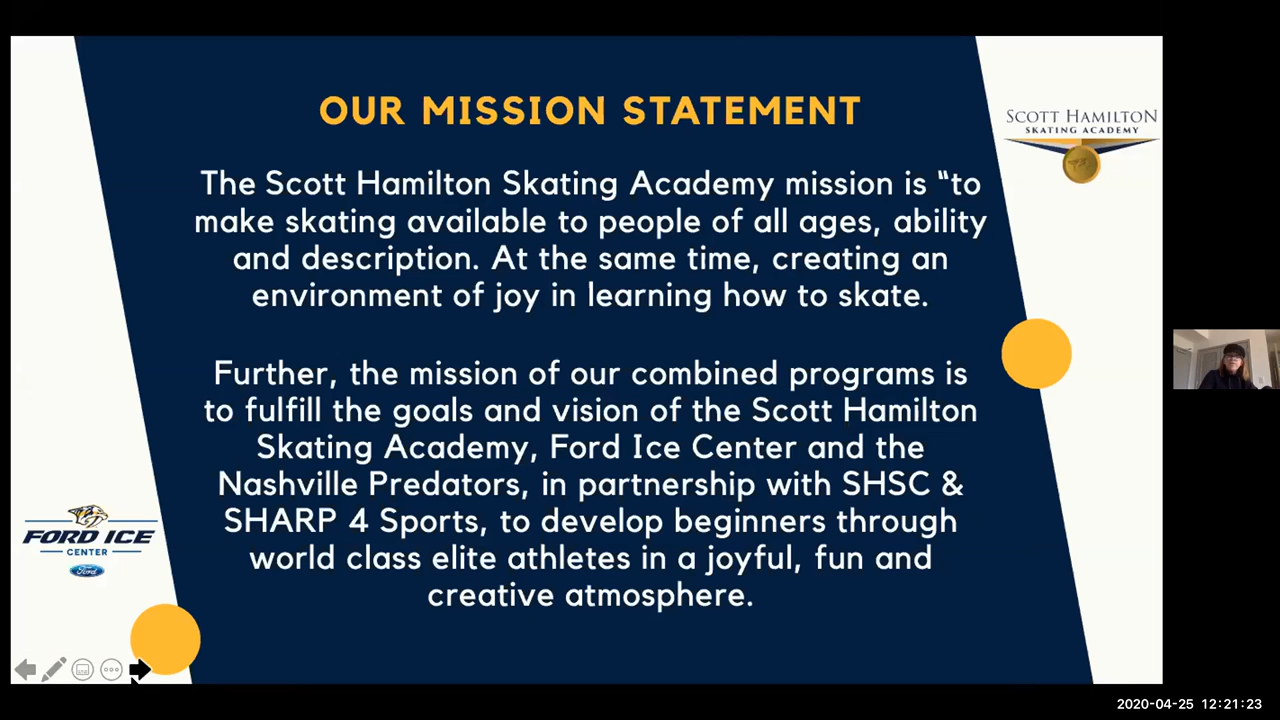 OUR MISSION STATEMENT
SCOTT HAMILTON
SKATING ACADEMY
The Scott Hamilton Skating Academy mission is “to
make skating available to people of all ages, ability
and description. At the same time, creating an
environment of joy in learning how to skate.
Further, the mission of our combined programs is
to fulfill the goals and vision of the Scott Hamilton
Skating Academy, Ford Ice Center and the
Nashville Predators, in partnership with SHSC &
SHARP 4 Sports, to develop beginners through
world class elite athletes in a joyful, fun and
creative atmosphere.
FORD ICE
CENTER
Ford
2020-04-25 12:21:23